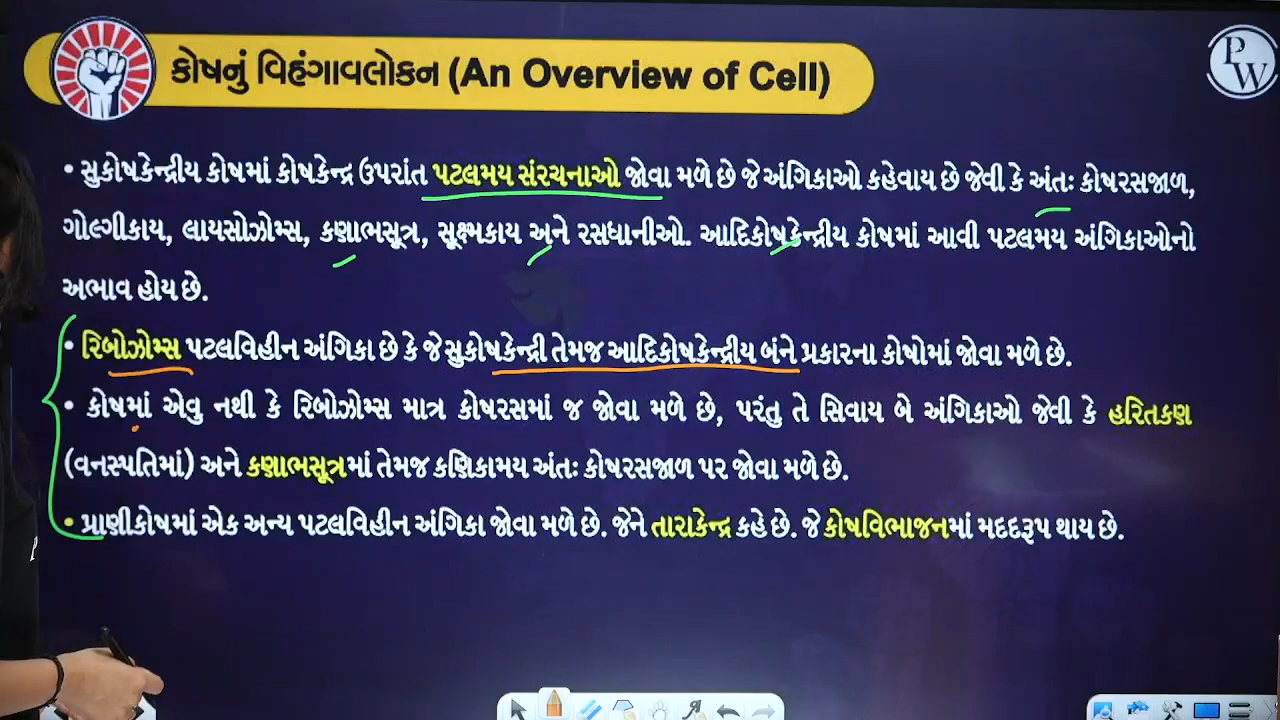 કોષનું વિહંગાવલોકન (An Overview of Cell)
PW
• સુકોષકેન્દ્રીય કોષમાં કોષકેન્દ્ર ઉપરાંત પટલમય સંરચનાઓ જોવા મળે છે જે અંગિકાઓ કહેવાય છે જેવી કે અંતઃ કોષરસજાળ,
ગોલ્ગીકાય, લાયસોઝોમ્સ, કણાભસૂત્ર, સૂક્ષ્મકાય અને રસધાનીઓ. આદિકોષકેન્દ્રીય કોષમાં આવી પટલમય અંગિકાઓનો
અભાવ હોય છે.
• રિબોઝોમ્સ પટલવિહીન અંગિકા છે કે જે સુકોષકેન્દ્રી તેમજ આદિકોષકેન્દ્રીય બંને પ્રકારના કોષોમાં જોવા મળે છે.
• કોષમાં એવુ નથી કે રિબોઝોમ્સ માત્ર કોષરસમાં જ જોવા મળે છે, પરંતુ તે સિવાય બે અંગિકાઓ જેવી કે હરિતકણ
(વનસ્પતિમાં) અને કણાભસૂત્રમાં તેમજ કણિકામય અંતઃ કોષરસજાળ પર જોવા મળે છે.
• પ્રાણીકોષમાં એક અન્ય પટલવિહીન અંગિકા જોવા મળે છે. જેને તારાકેન્દ્ર કહે છે. જે કોષવિભાજનમાં મદદરૂપ થાય છે.